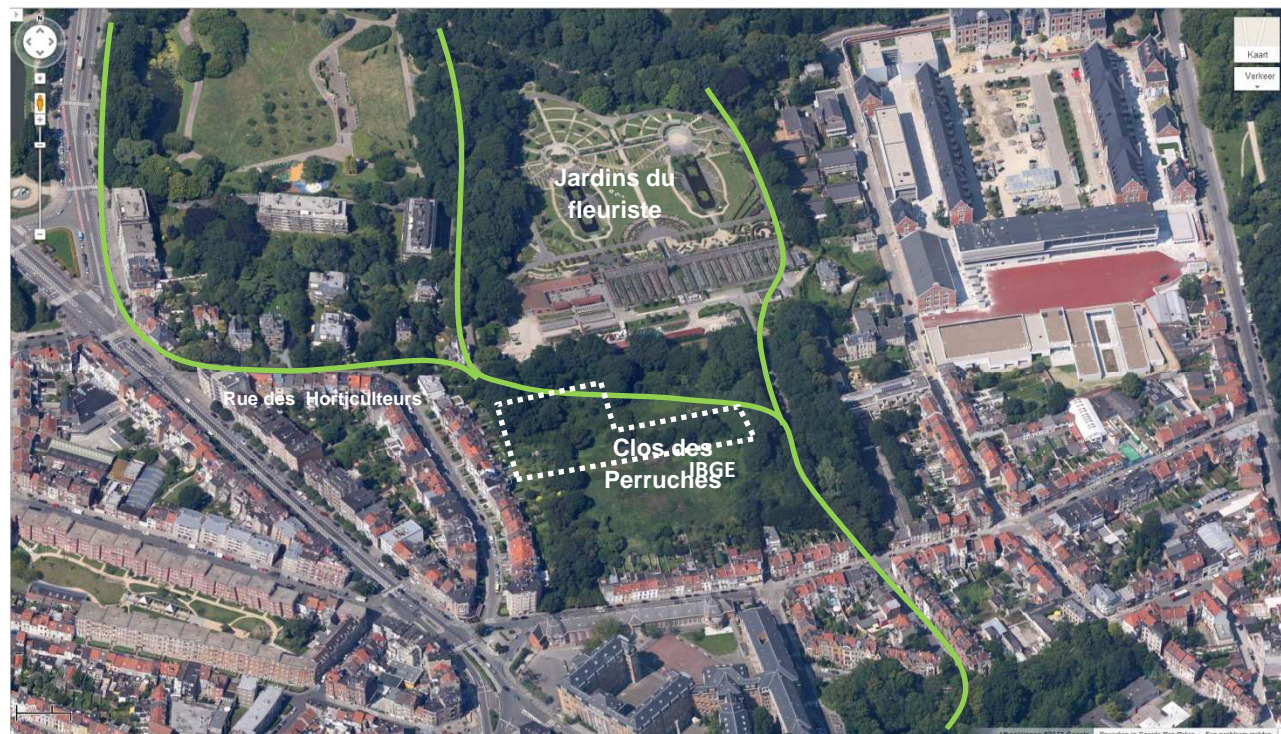 N
Kaart
Verkeer
Jardins du
fleuriste
Rue des Horticulteurs
Clos des
Perruches
IBGE